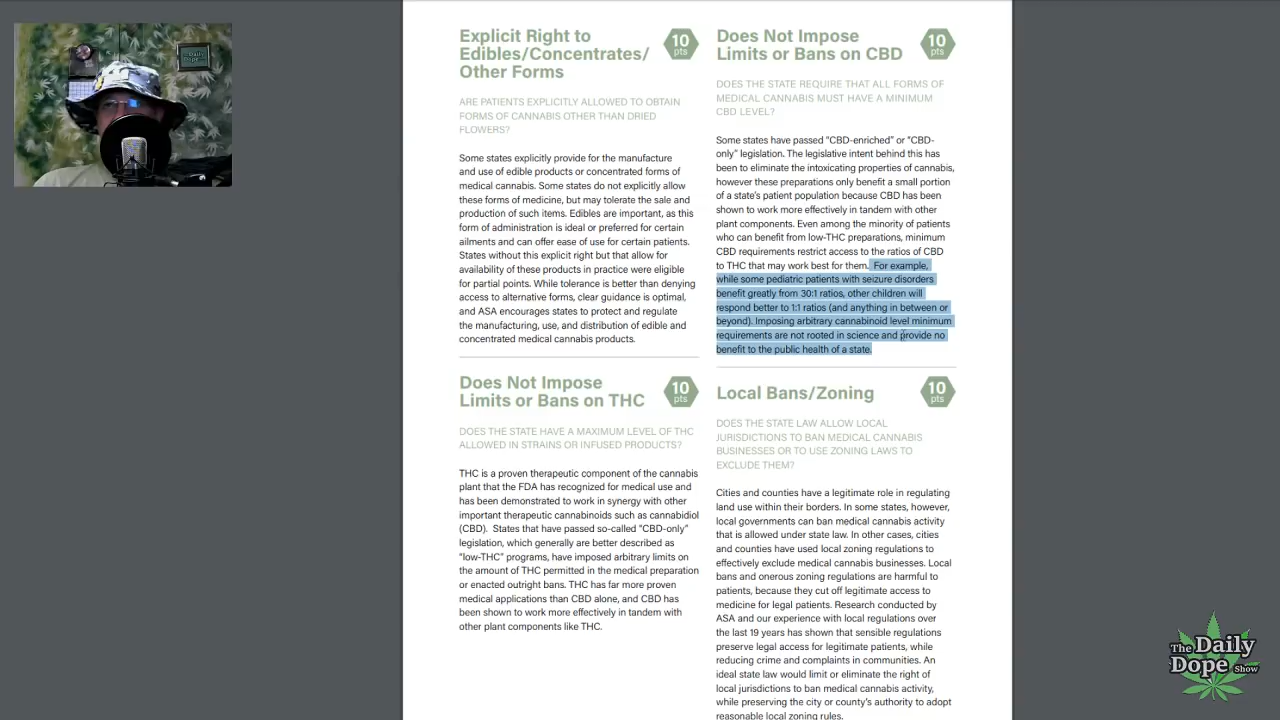 Explicit Right to
Edibles/Concentrates/
Other Forms
10
pts
ARE PATIENTS EXPLICITLY ALLOWED TO OBTAIN
FORMS OF CANNABIS OTHER THAN DRIED
FLOWERS?
Some states explicitly provide for the manufacture
and use of edible products or concentrated forms of
medical cannabis. Some states do not explicitly allow
these forms of medicine, but may tolerate the sale and
production of such items. Edibles are important, as this
form of administration is ideal or preferred for certain
ailments and can offer ease of use for certain patients.
States without this explicit right but that allow for
availability of these products in practice were eligible
for partial points. While tolerance is better than denying
access to alternative forms, clear guidance is optimal,
and ASA encourages states to protect and regulate
the manufacturing, use, and distribution of edible and
concentrated medical cannabis products.
Does Not Impose
Limits or Bans on THC
10
pts
DOES THE STATE HAVE A MAXIMUM LEVEL OF THC
ALLOWED IN STRAINS OR INFUSED PRODUCTS?
THC is a proven therapeutic component of the cannabis
plant that the FDA has recognized for medical use and
has been demonstrated to work in synergy with other
important therapeutic cannabinoids such as cannabidiol
(CBD). States that have passed so-called "CBD-only"
legislation, which generally are better described as
"low-THC" programs, have imposed arbitrary limits on
the amount of THC permitted in the medical preparation
or enacted outright bans. THC has far more proven
medical applications than CBD alone, and CBD has
been shown to work more effectively in tandem with
other plant components like THC.
Does Not Impose
Limits or Bans on CBD
10
pts
DOES THE STATE REQUIRE THAT ALL FORMS OF
MEDICAL CANNABIS MUST HAVE A MINIMUM
CBD LEVEL?
Some states have passed "CBD-enriched" or "CBD-
only" legislation. The legislative intent behind this has
been to eliminate the intoxicating properties of cannabis,
however these preparations only benefit a small portion
of a state's patient population because CBD has been
shown to work more effectively in tandem with other
plant components. Even among the minority of patients
who can benefit from low-THC preparations, minimum
CBD requirements restrict access to the ratios of CBD
to THC that may work best for them. For example,
while some pediatric patients with seizure disorders
benefit greatly from 30:1 ratios, other children will
respond better to 1:1 ratios (and anything in between or
beyond). Imposing arbitrary cannabinoid level minimum
requirements are not rooted in science and provide no
benefit to the public health of a state.
Local Bans/Zoning
10
pts
DOES THE STATE LAW ALLOW LOCAL
JURISDICTIONS TO BAN MEDICAL CANNABIS
BUSINESSES OR TO USE ZONING LAWS TO
EXCLUDE THEM?
Cities and counties have a legitimate role in regulating
land use within their borders. In some states, however,
local governments can ban medical cannabis activity
that is allowed under state law. In other cases, cities
and counties have used local zoning regulations to
effectively exclude medical cannabis businesses. Local
bans and onerous zoning regulations are harmful to
patients, because they cut off legitimate access to
medicine for legal patients. Research conducted by
ASA and our experience with local regulations over
the last 19 years has shown that sensible regulations
preserve legal access for legitimate patients, while
reducing crime and complaints in communities. An
ideal state law would limit or eliminate the right of
local jurisdictions to ban medical cannabis activity,
while preserving the city or county's authority to adopt
reasonable local zoning rules.
The Daily
Dope Show